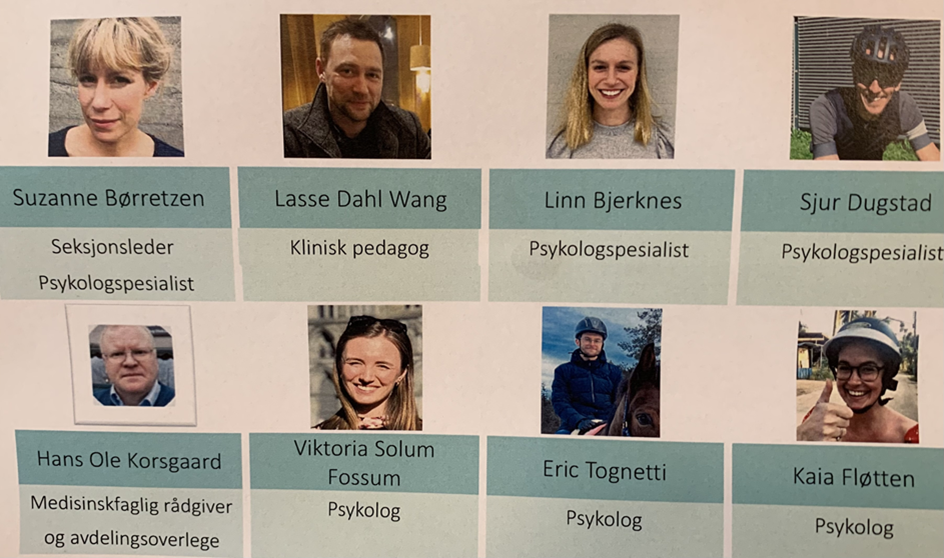 Suzanne Børretzen
Seksjonsleder
Psykologspesialist
Lasse Dahl Wang
Klinisk pedagog
Linn Bjerknes
Psykologspesialist
Sjur Dugstad
Psykologspesialist
Hans Ole Korsgaard
Medisinskfaglig rådgiver
og avdelingsoverlege
Viktoria Solum
Fossum
Psykolog
Eric Tognetti
Psykolog
Kaia Fløtten
Psykolog